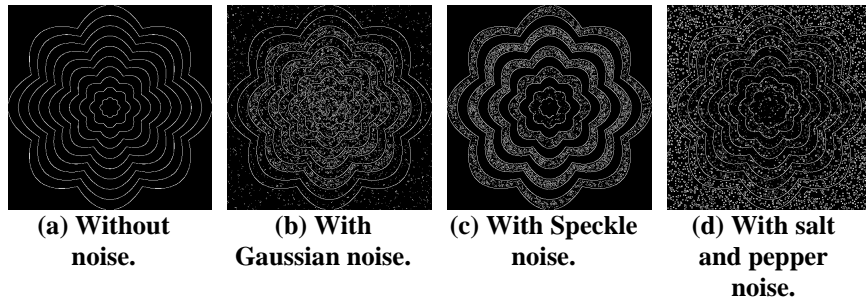 (a) Without
noise.
(b) With
Gaussian noise.
(c) With Speckle
noise.
(d) With salt
and pepper
noise.